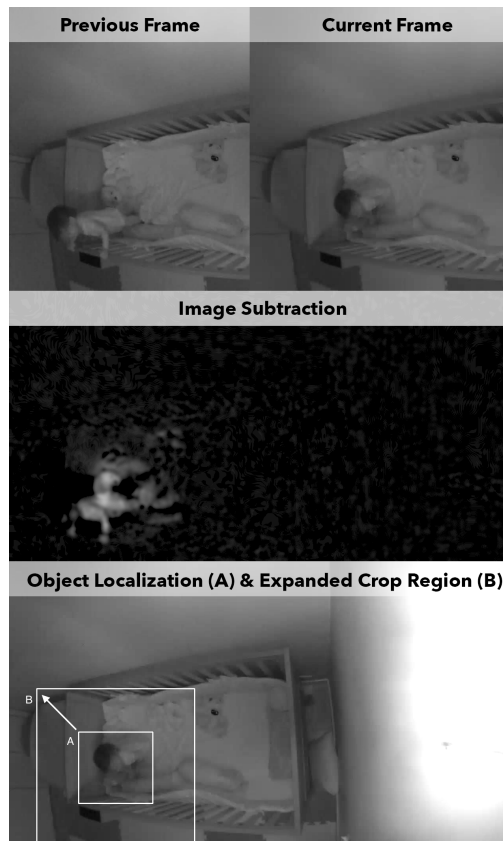 Previous Frame
Current Frame
Image Subtraction
Object Localization (A) & Expanded Crop Region (B)
B
A